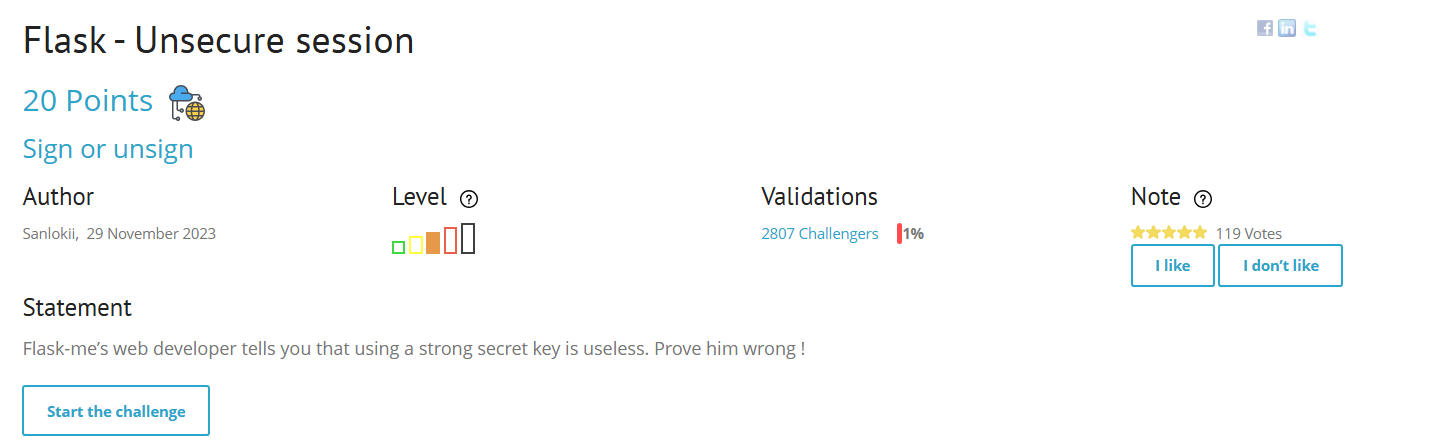 Flask - Unsecure session
20 Points
Sign or unsign
Author Level ? Validations Note ?
Sanlokii, 29 November 2023 2807 Challengers 1% 119 Votes
I like I don't like
Statement
Flask-me's web developer tells you that using a strong secret key is useless. Prove him wrong !
Start the challenge